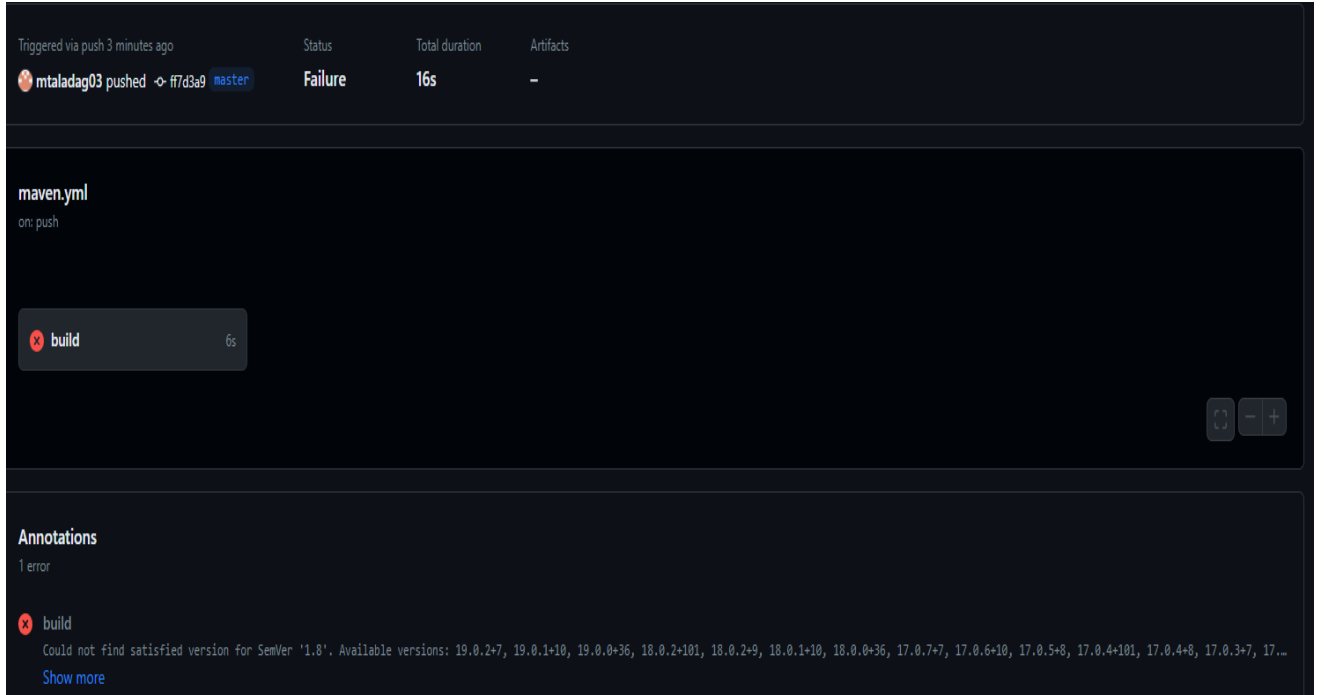 Triggered via push 3 minutes ago Status Total duration Artifacts
mtaladag03 pushed ff7d3a9 master Failure 16s –
maven.yml
on: push
build 6s
Annotations
1 error
build
Could not find satisfied version for SemVer '1.8'. Available versions: 19.0.2+7, 19.0.1+10, 19.0.0+36, 18.0.2+101, 18.0.2+9, 18.0.1+10, 18.0.0+36, 17.0.7+7, 17.0.6+10, 17.0.5+8, 17.0.4+101, 17.0.4+8, 17.0.3+7, 17.…
Show more